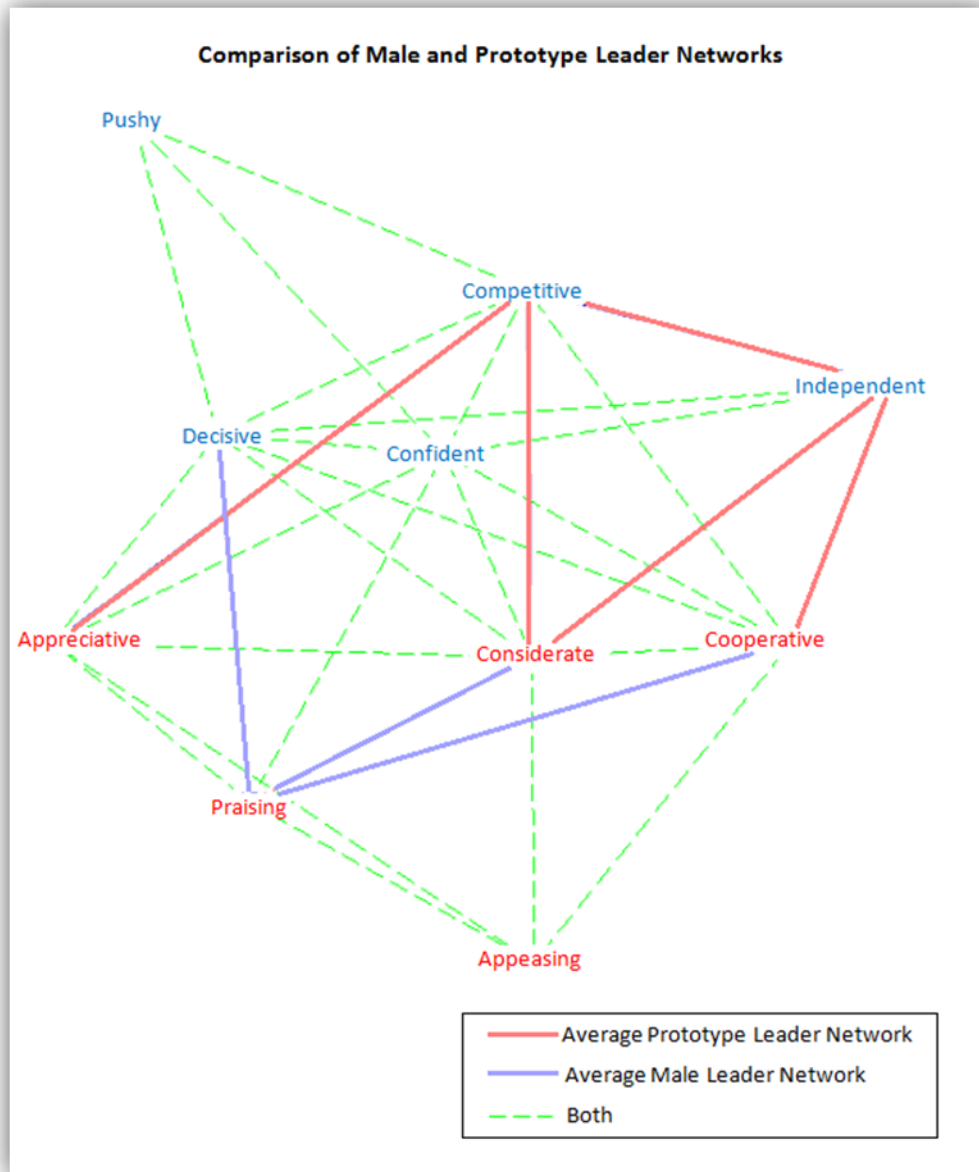 Comparison of Male and Prototype Leader Networks
Pushy
Competitive
Independent
Decisive
Confident
Appreciative
Considerate
Cooperative
Praising
Appeasing
Average Prototype Leader Network
Average Male Leader Network
Both